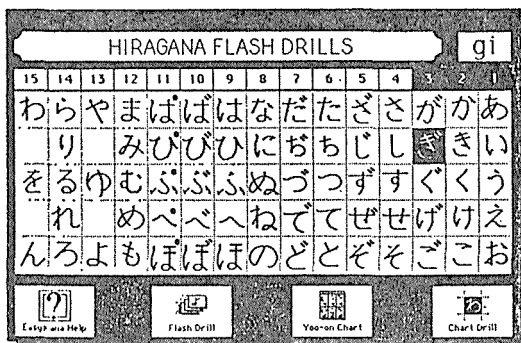 HIRAGANA FLASH DRILLS gi
15 14 13 12 11 10 9 8 7 6 5 4 3 2 1
わ ら や ま ぱ ば は な だ た ざ さ が か あ
り み ぴ び ひ に ぢ ち じ し ぎ き い
を る ゆ む ぷ ぶ ふ ぬ づ つ ず す ぐ く う
れ め ぺ べ へ ね で て ぜ せ げ け え
ん ろ よ も ぽ ぼ ほ の ど と ぞ そ ご こ お
EasyKana Help Flash Drill Yoo-on Chart Chart Drill